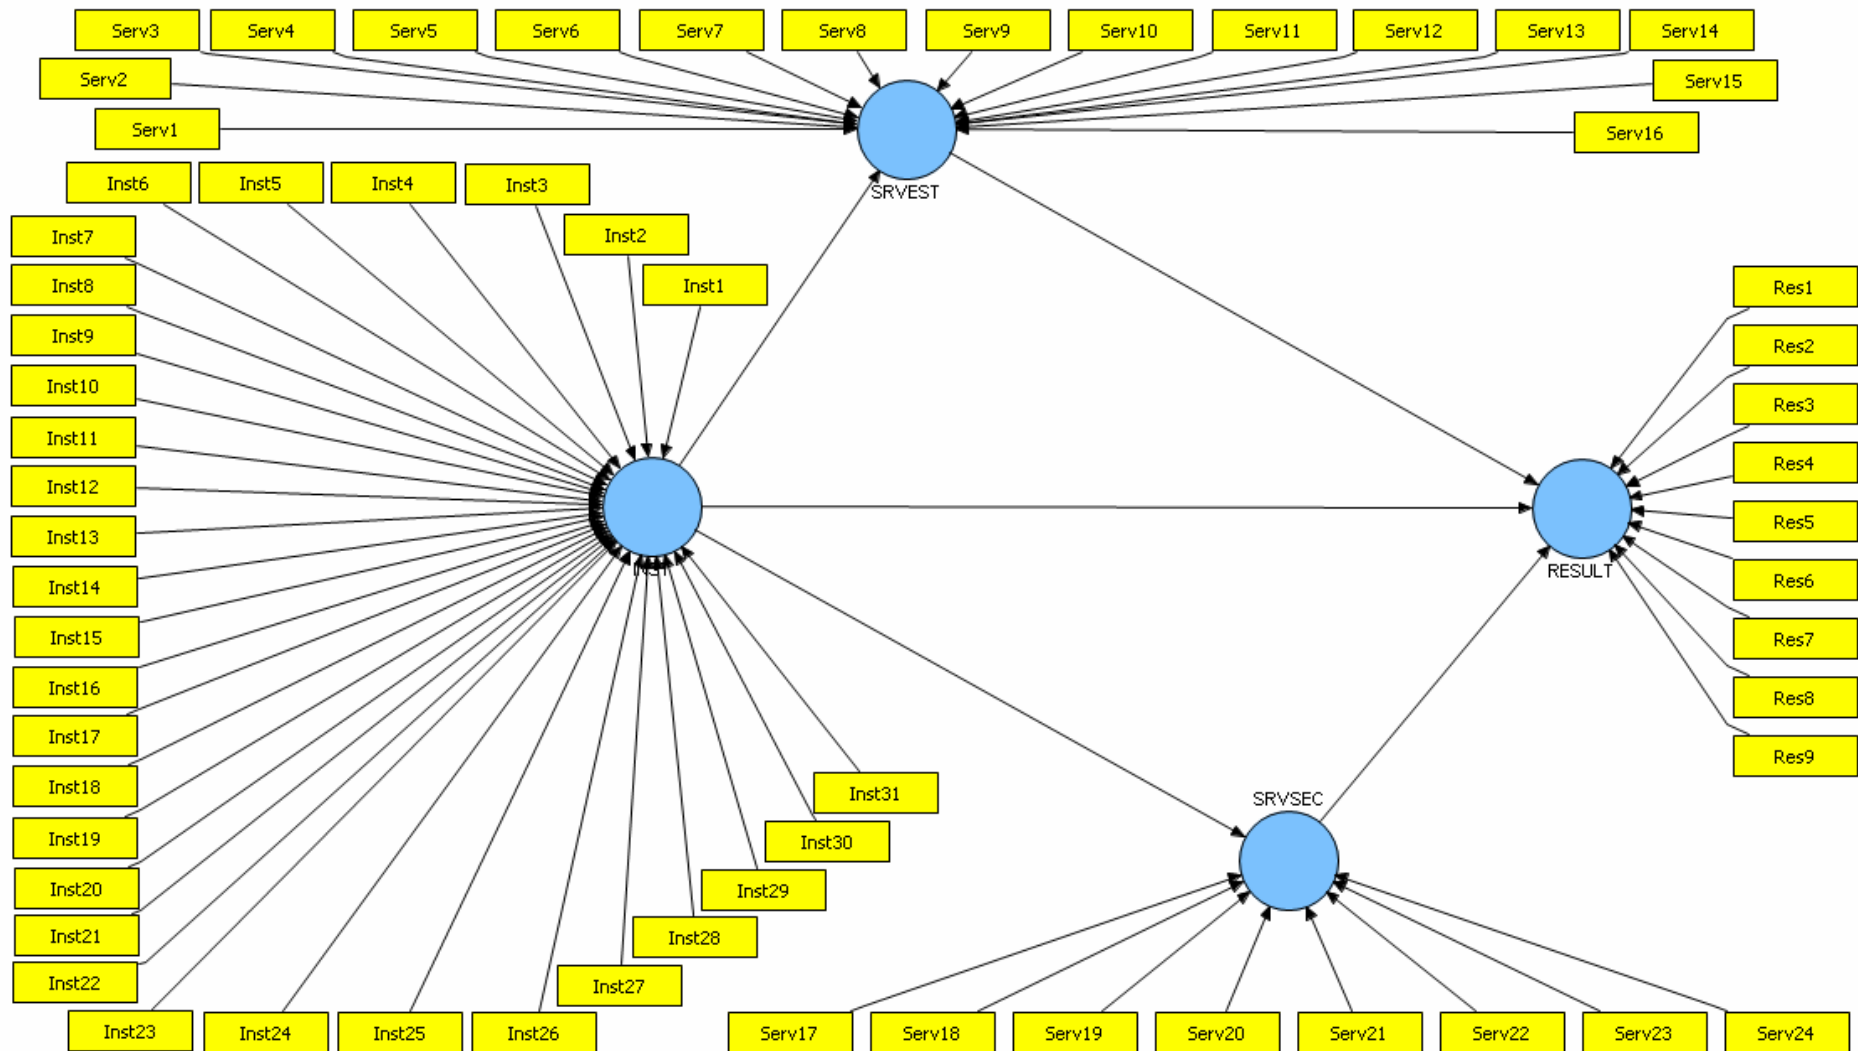 Serv3 Serv4 Serv5 Serv6 Serv7 Serv8 Serv9 Serv10 Serv11 Serv12 Serv13 Serv14
Serv2
Serv15
Serv1
Serv16
SRVEST
Inst6 Inst5 Inst4 Inst3
Inst2
Inst7
Inst1
Inst8
Res1
Inst9
Res2
Inst10
Res3
Inst11
Res4
Inst12
Res5
Inst13
INST
RESULT
Res6
Inst14
Inst15
Res7
Inst16
Res8
Inst17
Res9
Inst18
Inst31
SRVSEC
Inst19
Inst30
Inst20
Inst29
Inst21
Inst28
Inst22
Inst27
Inst23 Inst24 Inst25 Inst26 Serv17 Serv18 Serv19 Serv20 Serv21 Serv22 Serv23 Serv24